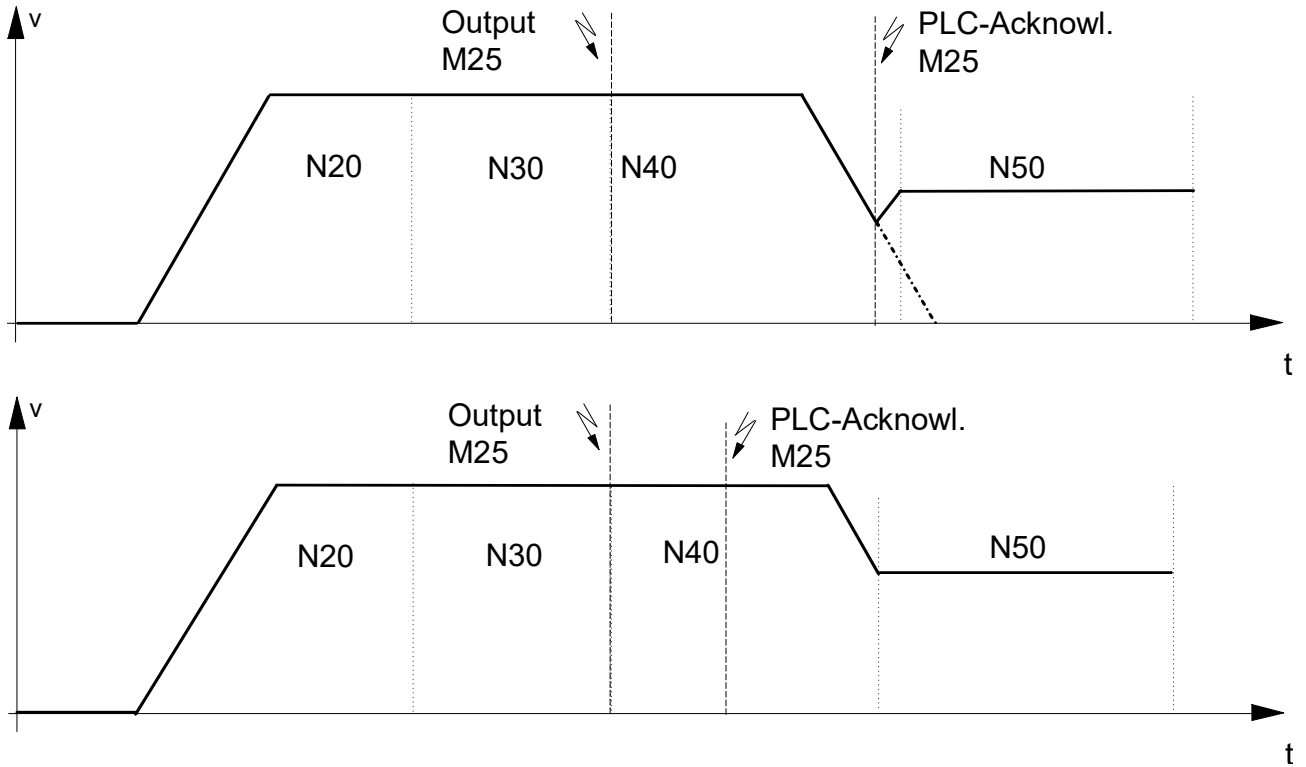 v
Output
M25
PLC-Acknowl.
M25
N20
N30
N40
N50
t
v
Output
M25
PLC-Acknowl.
M25
N20
N30
N40
N50
t